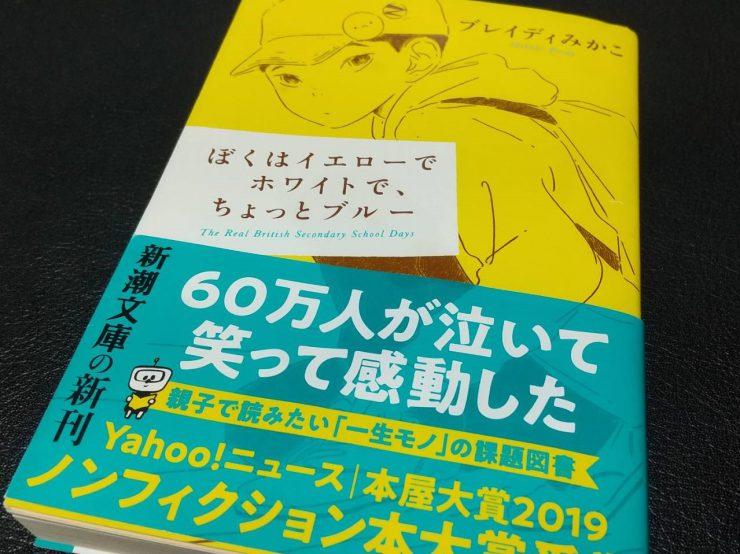 ブレイディみかこ
ぼくはイエローで
ホワイトで、
ちょっとブルー
The Real British Secondary School Days
新潮文庫の新刊
60万人が泣いて
笑って感動した
親子で読みたい「一生モノ」の課題図書
Yahoo!ニュース|本屋大賞2019
ノンフィクション本大賞